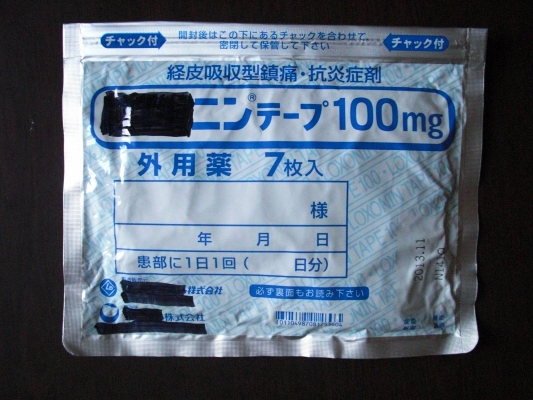 開封後はこの下にあるチャックを合わせて、
チャック付 密閉して保管して下さい チャック付
経皮吸収型鎮痛・抗炎症剤
ニン®テープ100mg
外用薬 7枚入
様
年 月 日
患部に1日1回( 日分)
株式会社
必ず裏面もお読み下さい
株式会社
LOXONIN TAPE 100
2013.11